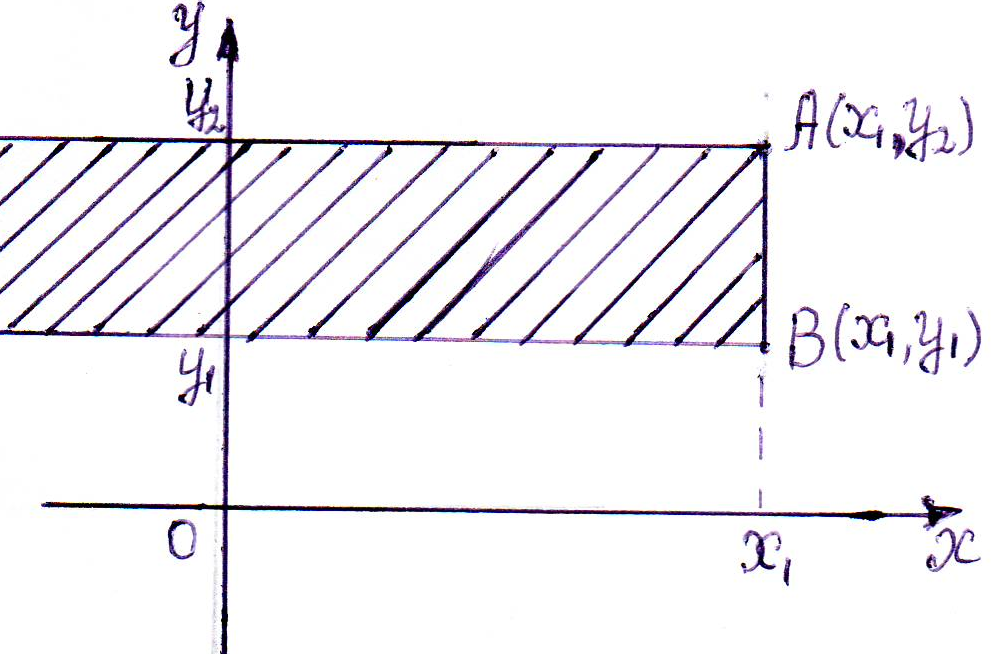 y
y₂
A(x₁,y₂)
B(x₁,y₁)
y₁
0
x₁
x